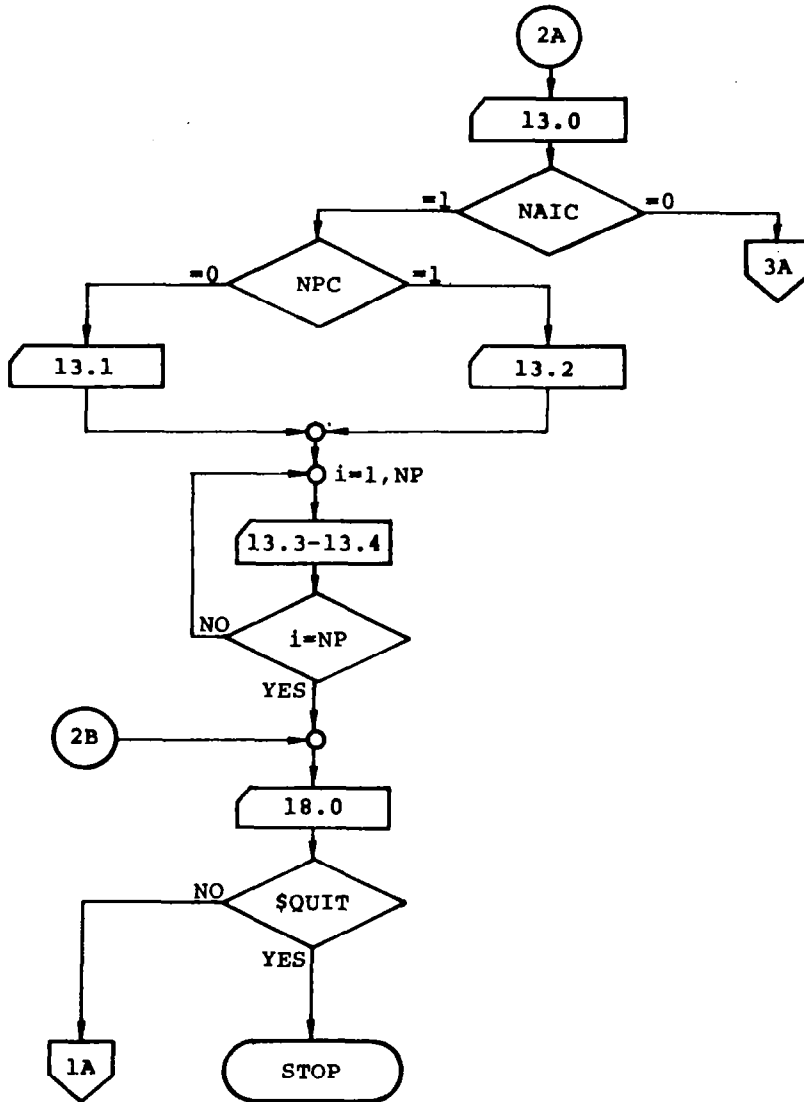 2A
13.0
=1
NAIC
=0
3A
=0
NPC
=1
13.1
13.2
i=1,NP
13.3-13.4
NO
i=NP
YES
2B
18.0
NO
$QUIT
YES
1A
STOP